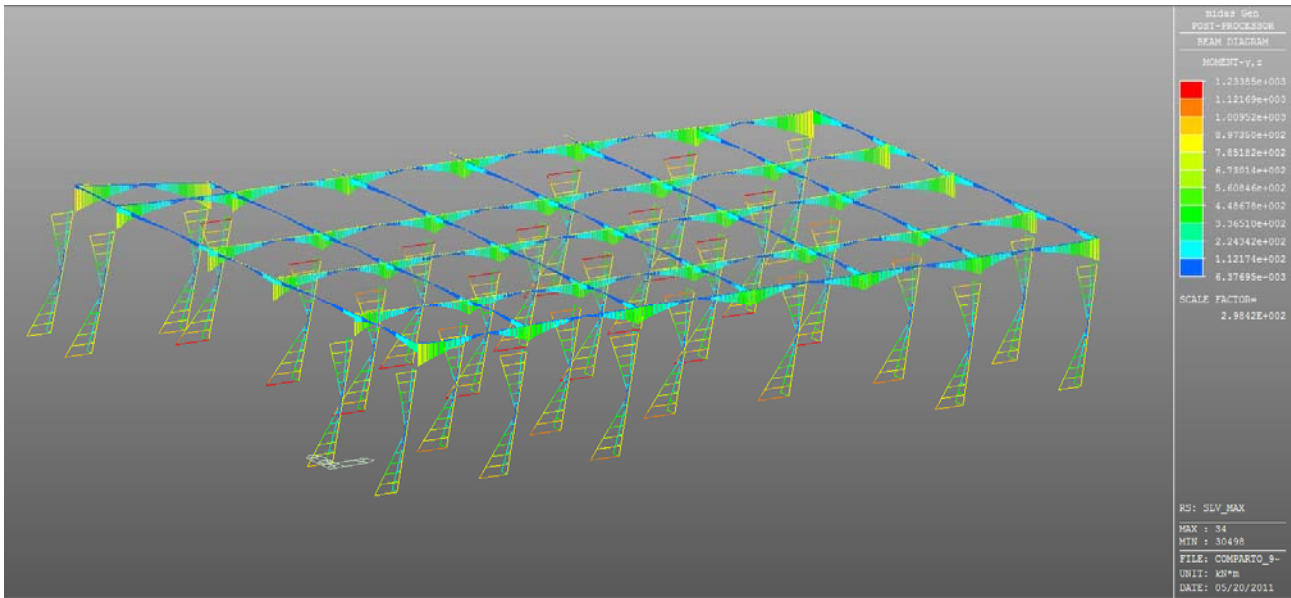 midas Gen
POST-PROCESSOR
BEAM DIAGRAM
MOMENT-y,z
1.23385e+003
1.12169e+003
1.00952e+003
8.97350e+002
7.85182e+002
6.73014e+002
5.60846e+002
4.48678e+002
3.36510e+002
2.24342e+002
1.12174e+002
6.37695e-003
SCALE FACTOR=
2.9842E+002
RS: SLV_MAX
MAX : 34
MIN : 30498
FILE: COMPARTO_9~
UNIT: kN*m
DATE: 05/20/2011